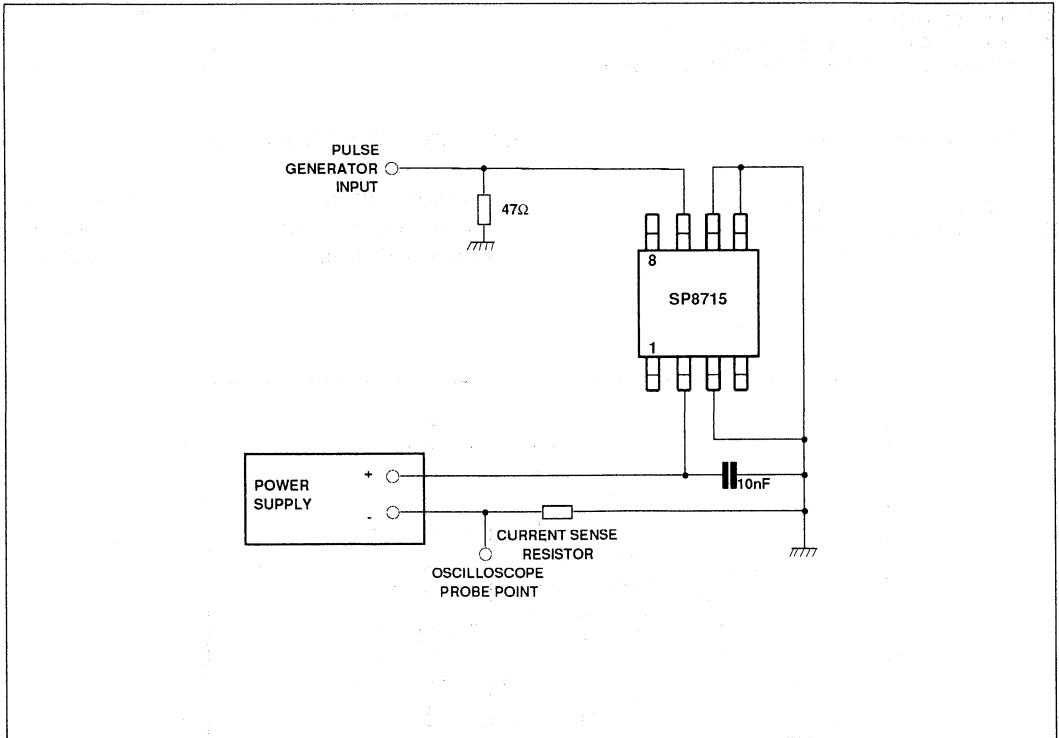 PULSE
GENERATOR
INPUT
47Ω
8
SP8715
1
POWER
SUPPLY
+
-
10nF
CURRENT SENSE
RESISTOR
OSCILLOSCOPE
PROBE POINT